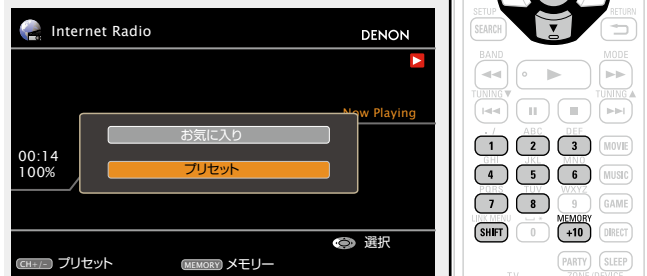 Internet Radio
DENON
Now Playing
お気に入り
00:14
プリセット
100%
選択
CH+/− プリセット
MEMORY メモリー
SETUP
RETURN
SEARCH
BAND
MODE
TUNING▼
TUNING▲
. /
ABC
DEF
1
2
3
MOVIE
GHI
JKL
MNO
4
5
6
MUSIC
PQRS
TUV
WXYZ
7
8
9
GAME
LINK MENU
MEMORY
SHIFT
0
+10
DIRECT
PARTY
SLEEP
TV
ZONE/DEVICE